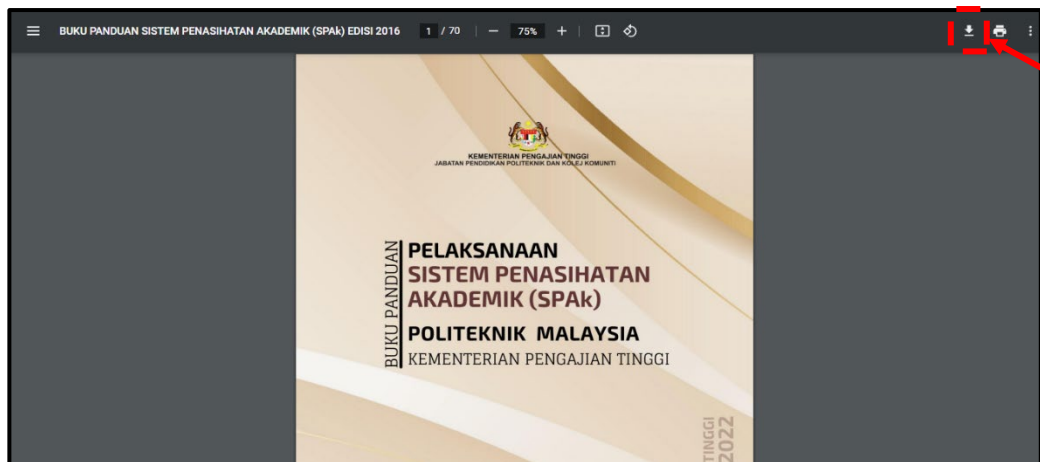 BUKU PANDUAN SISTEM PENASIHATAN AKADEMIK (SPAk) EDISI 2016 1 / 70 75%
KEMENTERIAN PENGAJIAN TINGGI
JABATAN PENDIDIKAN POLITEKNIK DAN KOLEJ KOMUNITI
BUKU PANDUAN
PELAKSANAAN
SISTEM PENASIHATAN
AKADEMIK (SPAk)
POLITEKNIK MALAYSIA
KEMENTERIAN PENGAJIAN TINGGI
TINGGI
2022